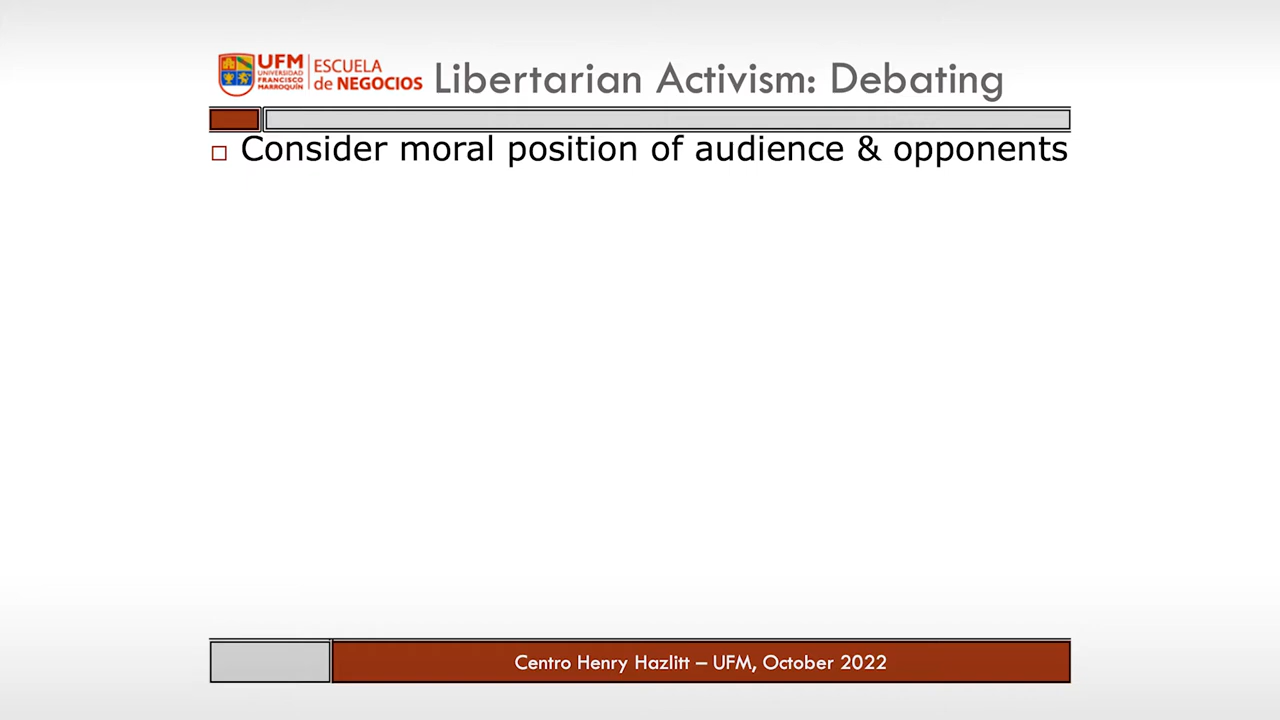 UFM
UNIVERSIDAD
FRANCISCO
MARROQUÍN
ESCUELA
de NEGOCIOS
Libertarian Activism: Debating
Consider moral position of audience & opponents
Centro Henry Hazlitt – UFM, October 2022